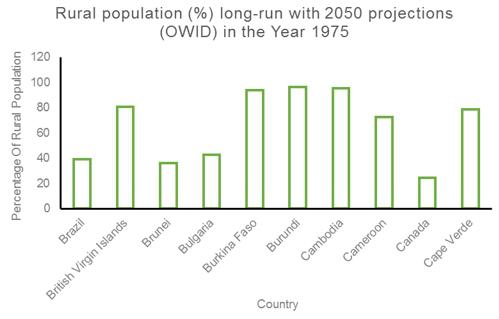 Rural population (%) long-run with 2050 projections
(OWID) in the Year 1975
Percentage Of Rural Population
120
100
80
60
40
20
0
Brazil
British Virgin Islands
Brunei
Bulgaria
Burkina Faso
Burundi
Cambodia
Cameroon
Canada
Cape Verde
Country